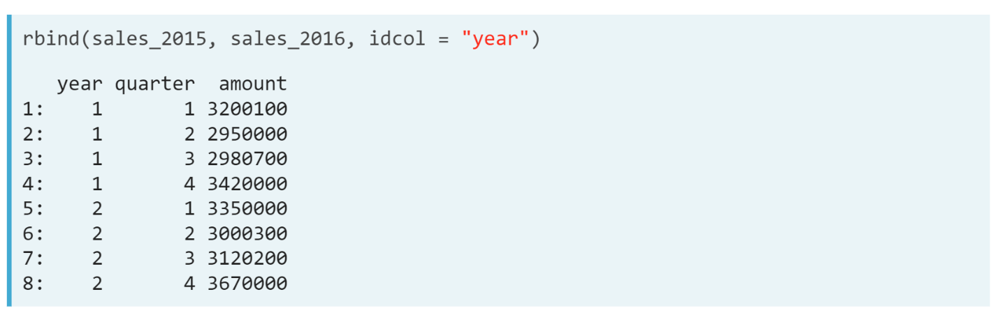 rbind(sales_2015, sales_2016, idcol = "year")
year quarter amount
1: 1 1 3200100
2: 1 2 2950000
3: 1 3 2980700
4: 1 4 3420000
5: 2 1 3350000
6: 2 2 3000300
7: 2 3 3120200
8: 2 4 3670000